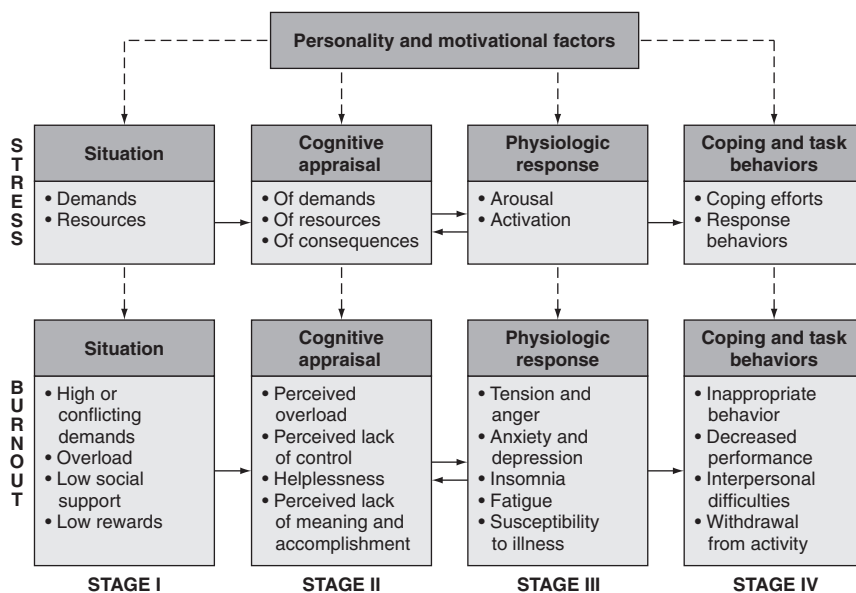 Personality and motivational factors
STRESS
Situation
• Demands
• Resources
Cognitive
appraisal
• Of demands
• Of resources
• Of consequences
Physiologic
response
• Arousal
• Activation
Coping and task
behaviors
• Coping efforts
• Response
behaviors
BURNOUT
Situation
• High or
conflicting
demands
• Overload
• Low social
support
• Low rewards
Cognitive
appraisal
• Perceived
overload
• Perceived lack
of control
• Helplessness
• Perceived lack
of meaning and
accomplishment
Physiologic
response
• Tension and
anger
• Anxiety and
depression
• Insomnia
• Fatigue
• Susceptibility
to illness
Coping and task
behaviors
• Inappropriate
behavior
• Decreased
performance
• Interpersonal
difficulties
• Withdrawal
from activity
STAGE I
STAGE II
STAGE III
STAGE IV